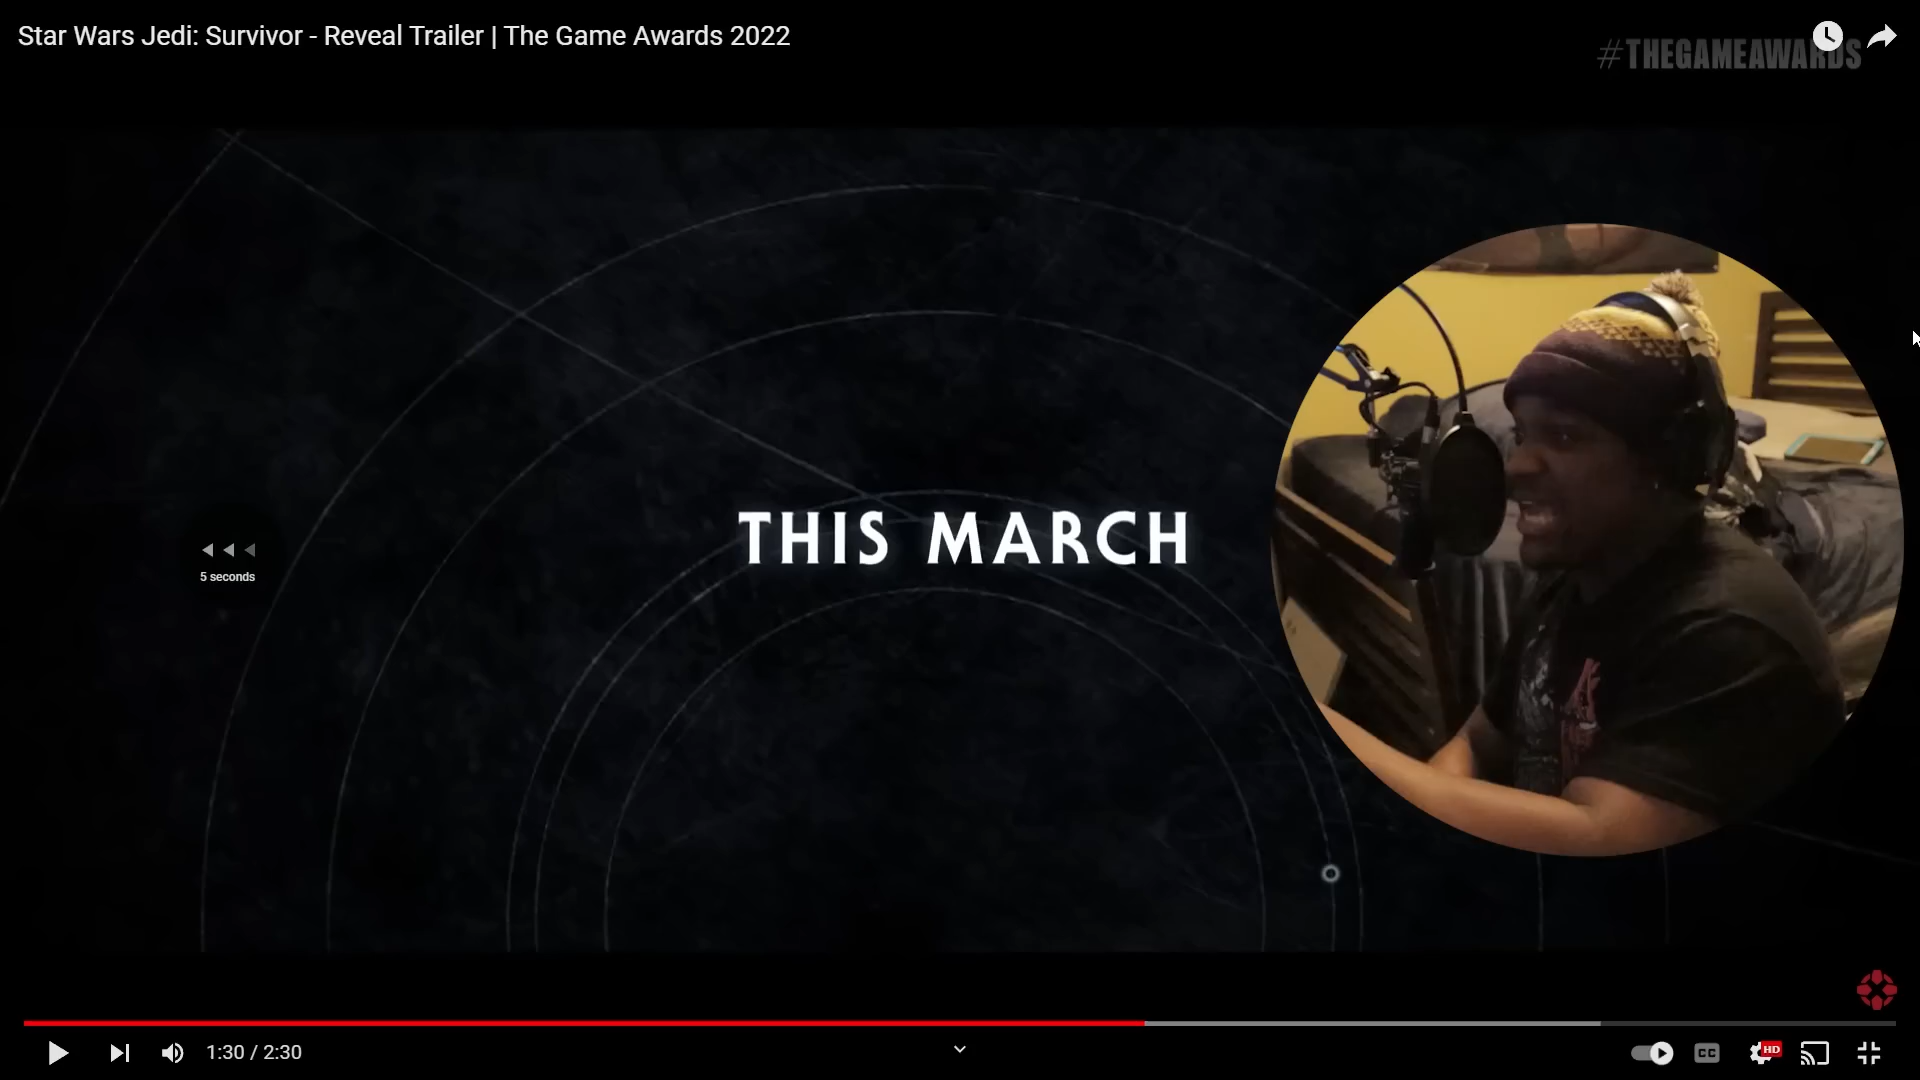 Star Wars Jedi: Survivor - Reveal Trailer | The Game Awards 2022
#THEGAMEAWARDS
THIS MARCH
5 seconds
1:30 / 2:30
CC
HD